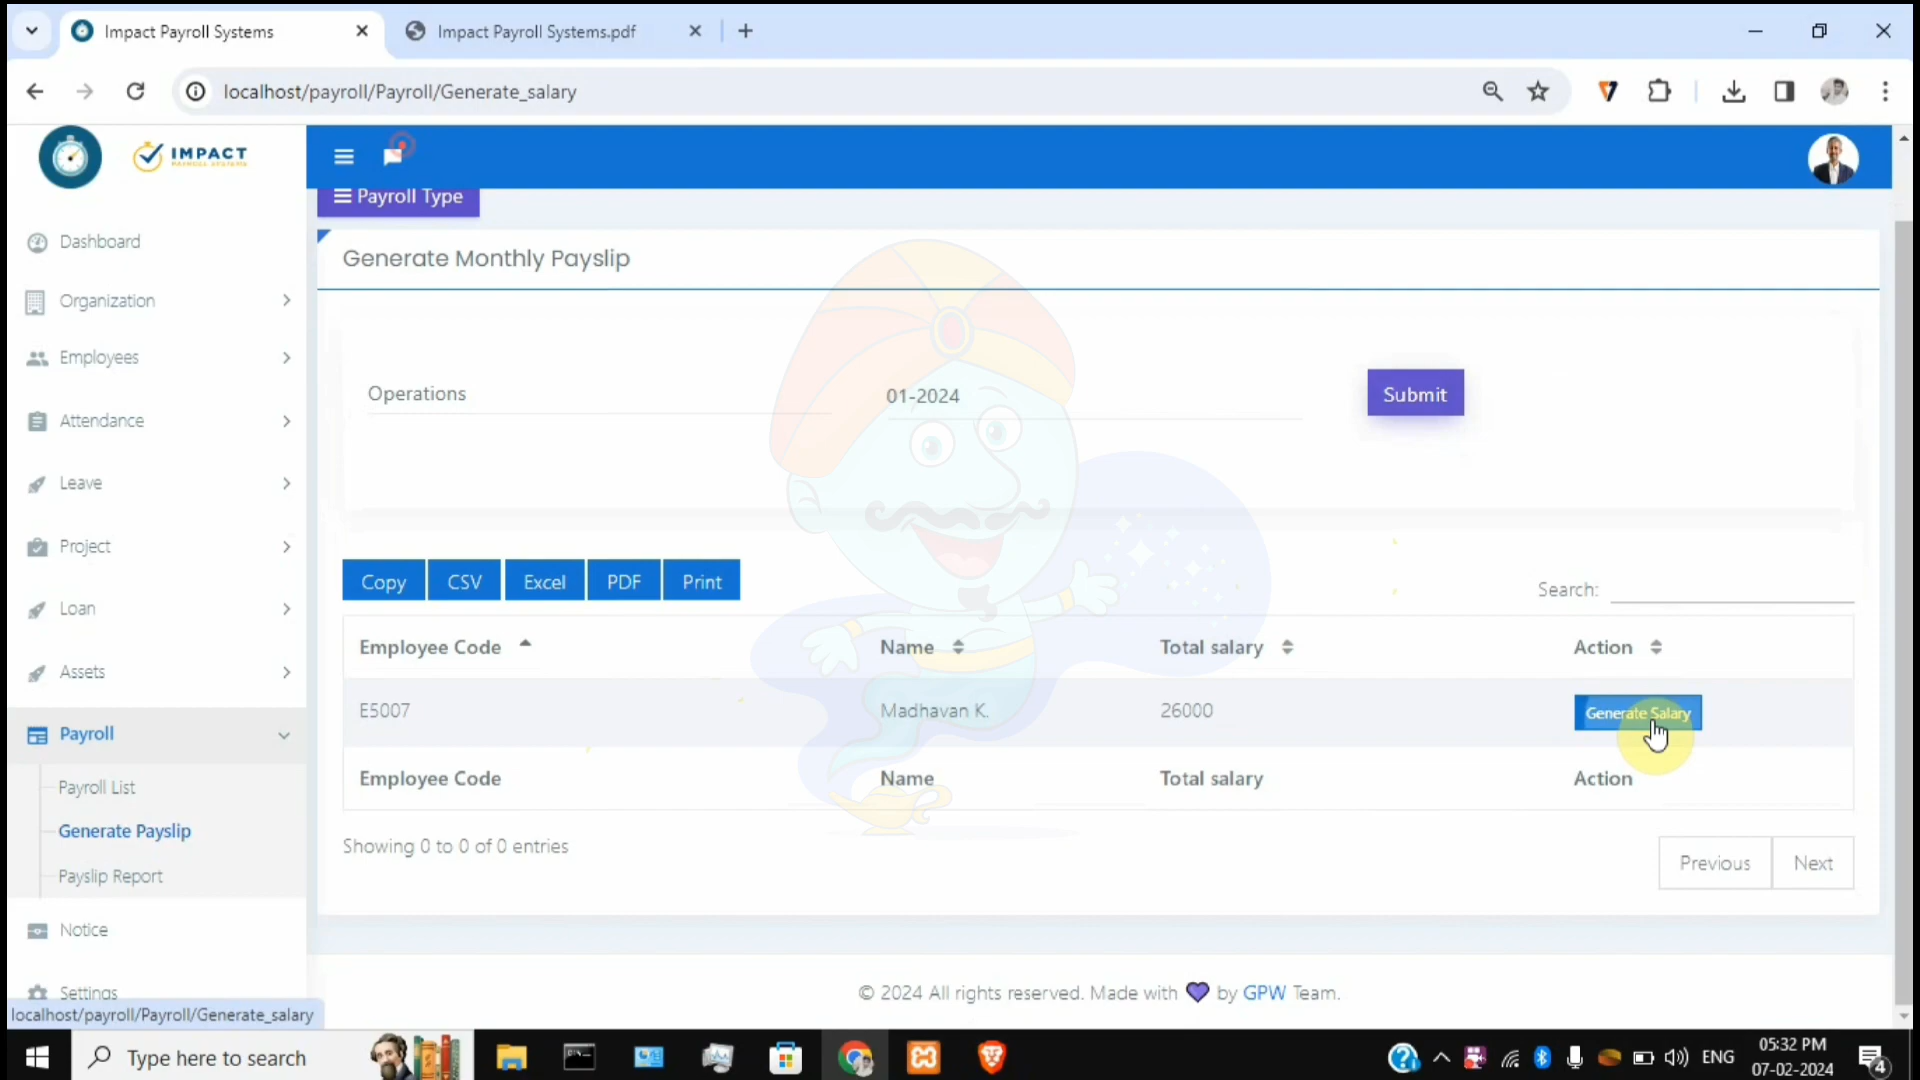 Impact Payroll Systems
Impact Payroll Systems.pdf
localhost/payroll/Payroll/Generate_salary
IMPACT
PAYROLL SYSTEMS
Payroll Type
Dashboard
Organization
Employees
Attendance
Leave
Project
Loan
Assets
Payroll
Payroll List
Generate Payslip
Payslip Report
Notice
Settings
Generate Monthly Payslip
Operations
01-2024
Submit
Copy CSV Excel PDF Print
Search:
Employee Code Name Total salary Action
E5007 Madhavan K. 26000 Generate Salary
Employee Code Name Total salary Action
Showing 0 to 0 of 0 entries
Previous Next
© 2024 All rights reserved. Made with 💜 by GPW Team.
localhost/payroll/Payroll/Generate_salary
Type here to search
ENG
05:32 PM
07-02-2024
4